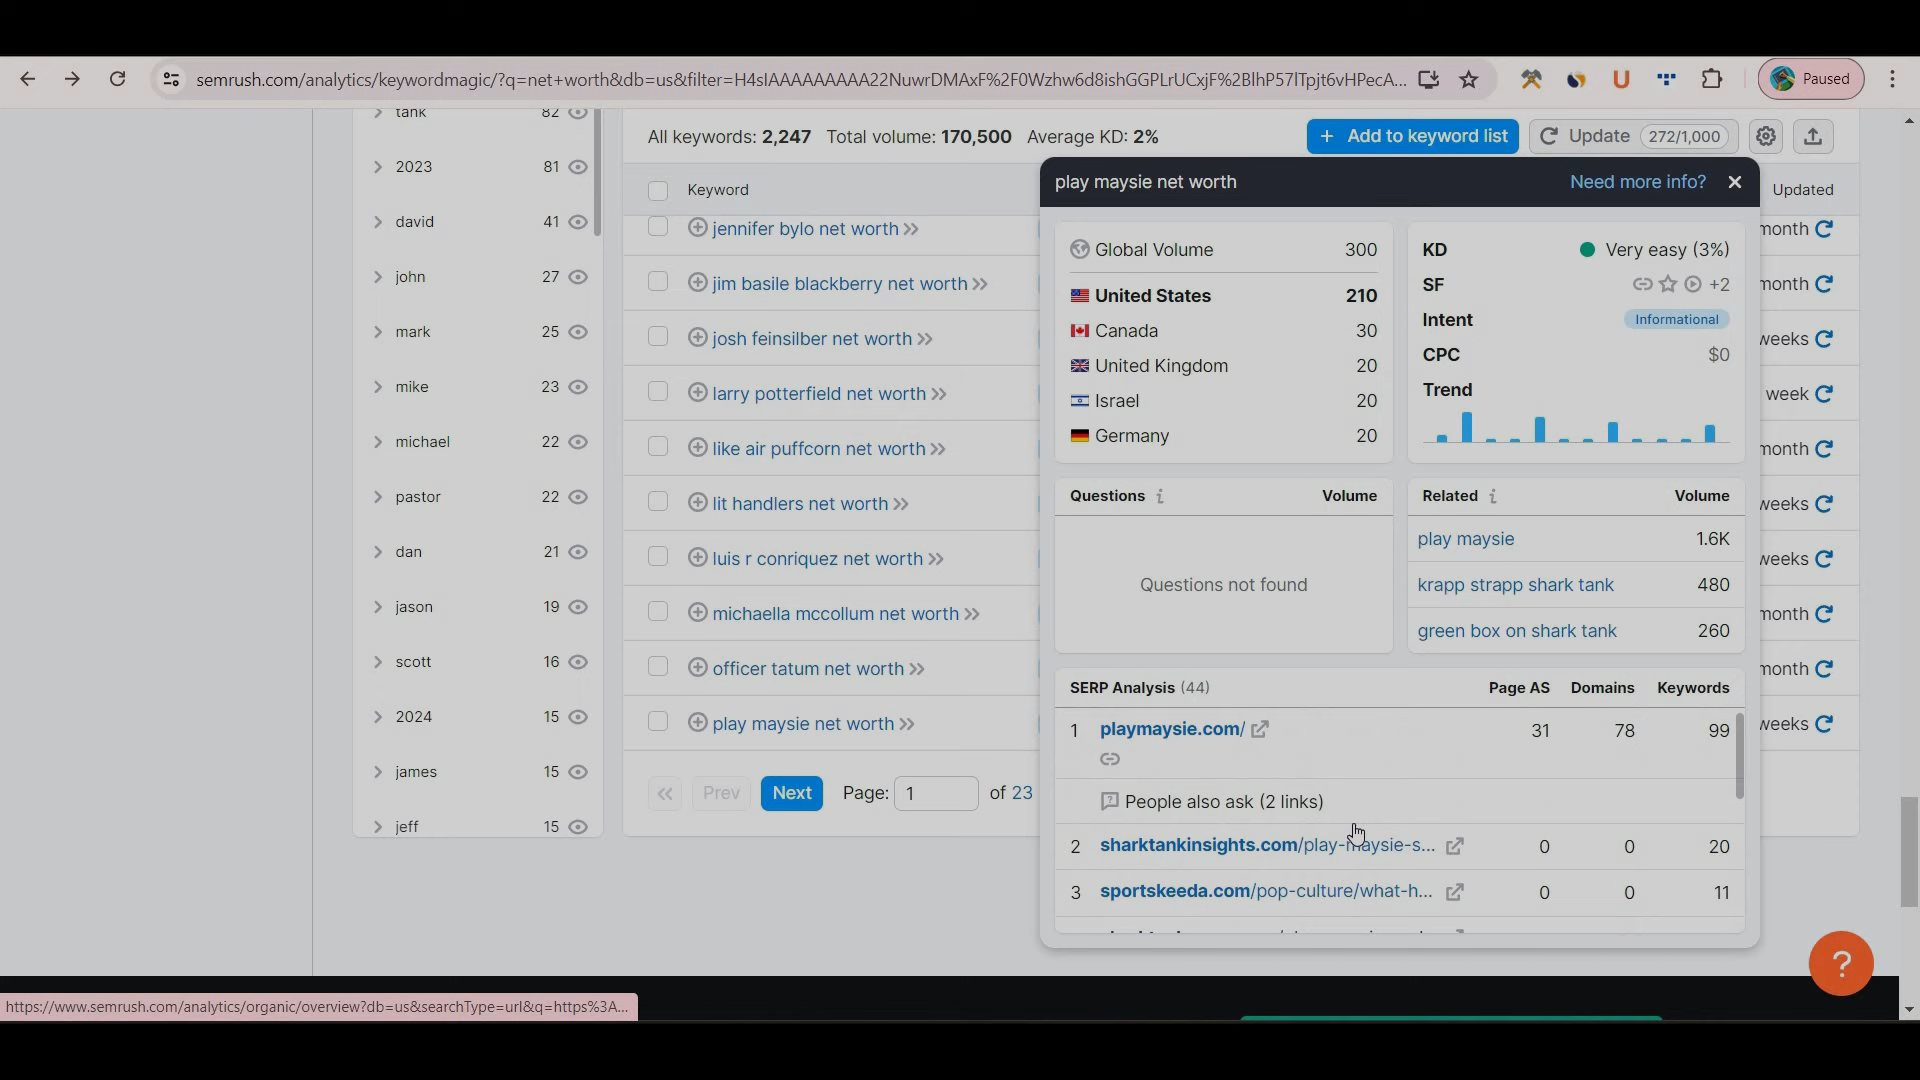 semrush.com/analytics/keywordmagic/?q=net+worth&db=us&filter=H4sIAAAAAAAAA22NuwrDMAxF%2F0Wzhw6d8ishGGPLrUCxjF%2BlhP57lTpjt6vHPecA...
Paused
tank 82
2023 81
david 41
john 27
mark 25
mike 23
michael 22
pastor 22
dan 21
jason 19
scott 16
2024 15
james 15
jeff 15
All keywords: 2,247 Total volume: 170,500 Average KD: 2%
+ Add to keyword list
Update 272/1,000
Keyword
Updated
jennifer bylo net worth
month
jim basile blackberry net worth
month
josh feinsilber net worth
weeks
larry potterfield net worth
week
like air puffcorn net worth
month
lit handlers net worth
weeks
luis r conriquez net worth
weeks
michaella mccollum net worth
month
officer tatum net worth
month
play maysie net worth
weeks
Prev Next Page: 1 of 23
play maysie net worth Need more info?
Global Volume 300
United States 210
Canada 30
United Kingdom 20
Israel 20
Germany 20
KD Very easy (3%)
SF +2
Intent Informational
CPC $0
Trend
Questions i Volume
Questions not found
Related i Volume
play maysie 1.6K
krapp strapp shark tank 480
green box on shark tank 260
SERP Analysis (44) Page AS Domains Keywords
1 playmaysie.com/ 31 78 99
People also ask (2 links)
2 sharktankinsights.com/play-maysie-s... 0 0 20
3 sportskeeda.com/pop-culture/what-h... 0 0 11
?
https://www.semrush.com/analytics/organic/overview?db=us&searchType=url&q=https%3A...